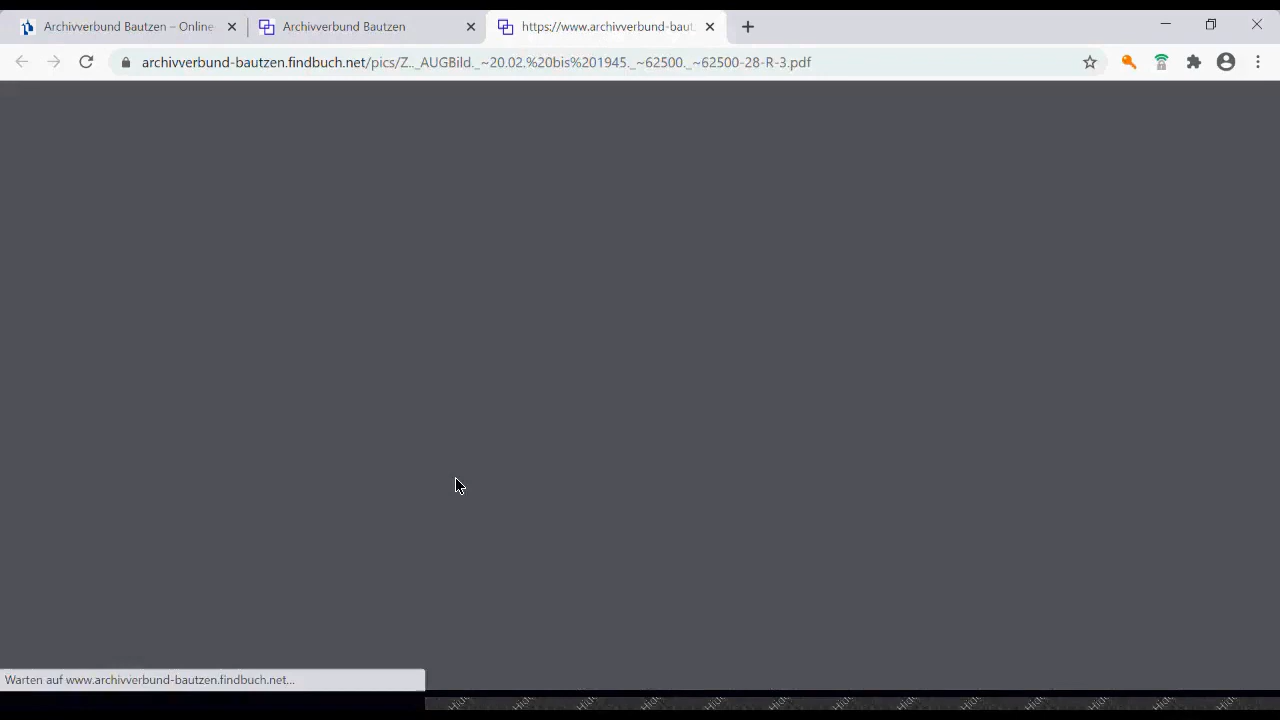 Archivverbund Bautzen – Online
Archivverbund Bautzen
https://www.archivverbund-baut
archivverbund-bautzen.findbuch.net/pics/Z.._AUGBild._~20.02.%20bis%201945._~62500._~62500-28-R-3.pdf
Warten auf www.archivverbund-bautzen.findbuch.net...